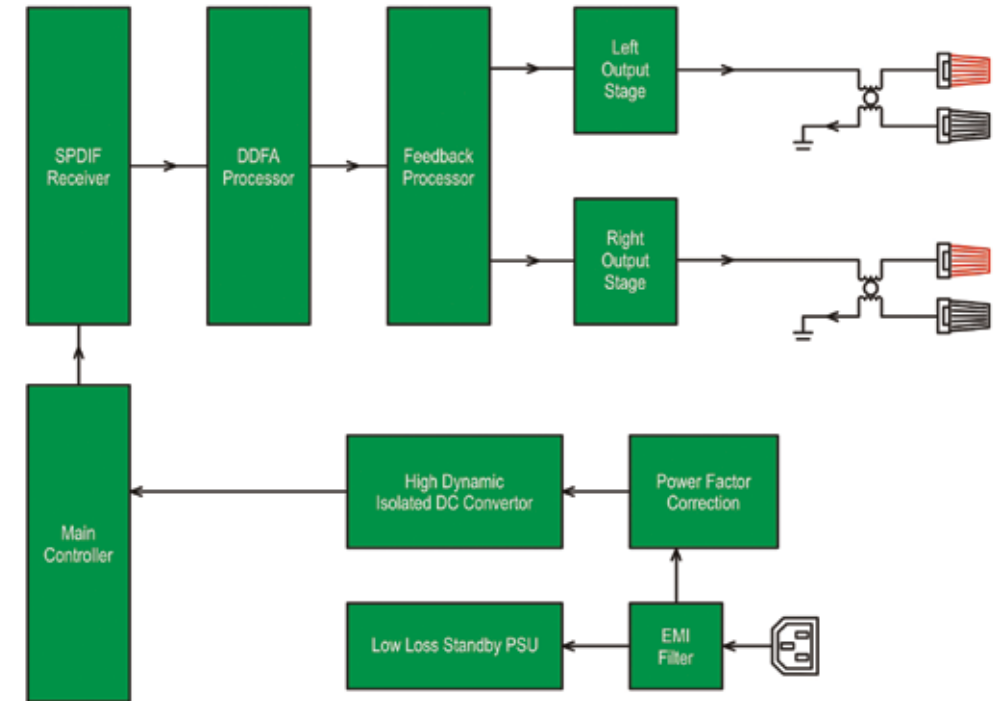 SPDIF
Receiver
DDFA
Processor
Feedback
Processor
Left
Output
Stage
Right
Output
Stage
Main
Controller
High Dynamic
Isolated DC Convertor
Power Factor
Correction
Low Loss Standby PSU
EMI
Filter